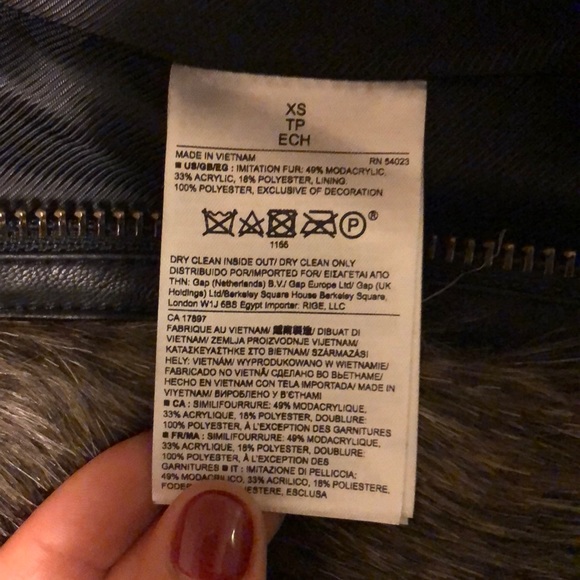 XS
TP
ECH
MADE IN VIETNAM RN 54023
■ US/GB/EG : IMITATION FUR: 49% MODACRYLIC,
33% ACRYLIC, 18% POLYESTER, LINING:
100% POLYESTER, EXCLUSIVE OF DECORATION
P ®
1155
DRY CLEAN INSIDE OUT/ DRY CLEAN ONLY
DISTRIBUIDO POR/IMPORTED FOR/ ΕΙΣΑΓΕΤΑΙ ΑΠΟ
ΤΗΝ: Gap (Netherlands) B.V./ Gap Europe Ltd/ Gap (UK
Holdings) Ltd/Berkeley Square House Berkeley Square,
London W1J 6BS Egypt Importer: RIGE, LLC
CA 17897
FABRIQUÉ AU VIETNAM/ 越南製造/ DIBUAT DI
VIETNAM/ ZEMLJA PROIZVODNJE VIJETNAM/
ΚΑΤΑΣΚΕΥΑΣΤΗΚΕ ΣΤΟ ΒΙΕΤΝΑΜ/ SZÁRMAZÁSI
HELY: VIETNÁM/ WYPRODUKOWANO W WIETNAMIE/
FABRICADO NO VIETNÃ/ СДЕЛАНО ВО ВЬЕТНАМЕ/
HECHO EN VIETNAM CON TELA IMPORTADA/ MADE IN
VIYETNAM/ ВИРОБЛЕНО У В'ЄТНАМІ
■ CA : SIMILIFOURRURE: 49% MODACRYLIQUE,
33% ACRYLIQUE, 18% POLYESTER, DOUBLURE:
100% POLYESTER, À L'EXCEPTION DES GARNITURES
■ FR/MA : SIMILIFOURRURE: 49% MODACRYLIQUE,
33% ACRYLIQUE, 18% POLYESTER, DOUBLURE:
100% POLYESTER, À L'EXCEPTION DES
GARNITURES ■ IT : IMITAZIONE DI PELLICCIA:
49% MODACRILICO, 33% ACRILICO, 18% POLIESTERE,
ESCLUSA